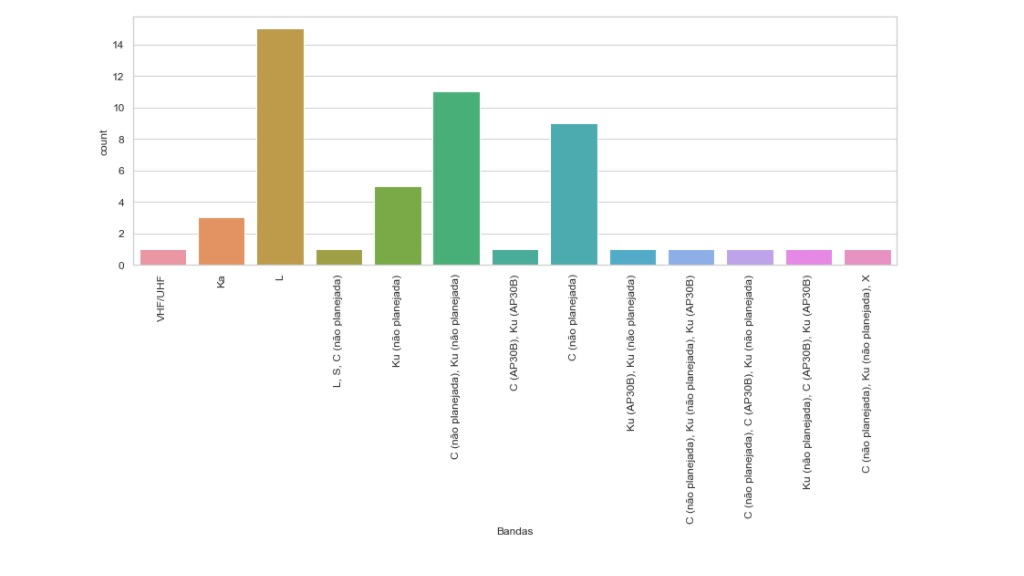 14
12
10
8
6
4
2
0
count
VHF/UHF
Ka
L
L, S, C (não planejada)
Ku (não planejada)
C (não planejada), Ku (não planejada)
C (AP30B), Ku (AP30B)
C (não planejada)
Ku (AP30B), Ku (não planejada)
C (não planejada), Ku (não planejada), Ku (AP30B)
C (não planejada), C (AP30B), Ku (não planejada)
Ku (não planejada), C (AP30B), Ku (AP30B)
C (não planejada), Ku (não planejada), X
Bandas